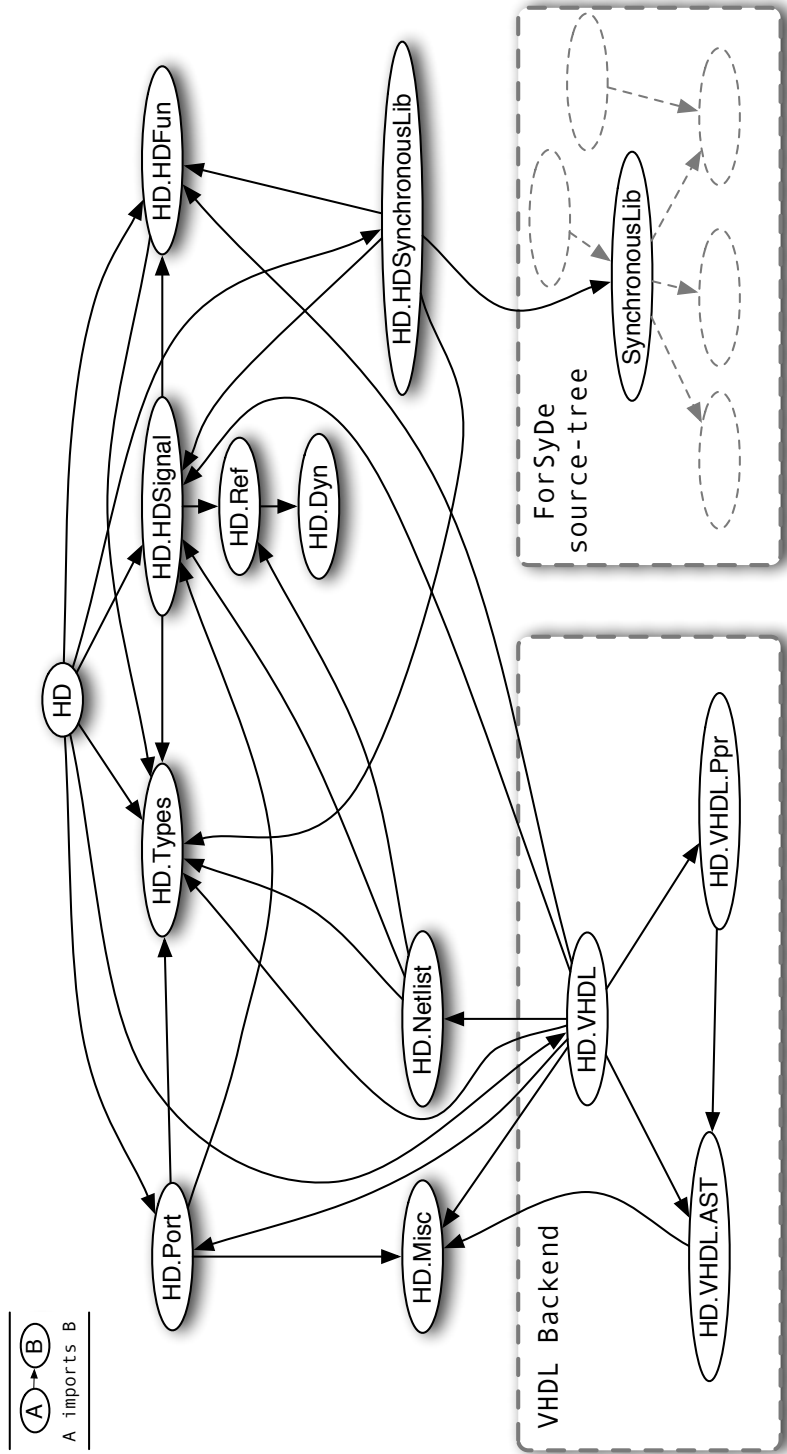 A
B
A imports B
HD
HD.Port
HD.Types
HD.HDSignal
HD.HDFun
HD.Ref
HD.Dyn
HD.Misc
HD.Netlist
HD.HDSynchronousLib
VHDL Backend
HD.VHDL
HD.VHDL.AST
HD.VHDL.Ppr
ForSyDe
source-tree
SynchronousLib